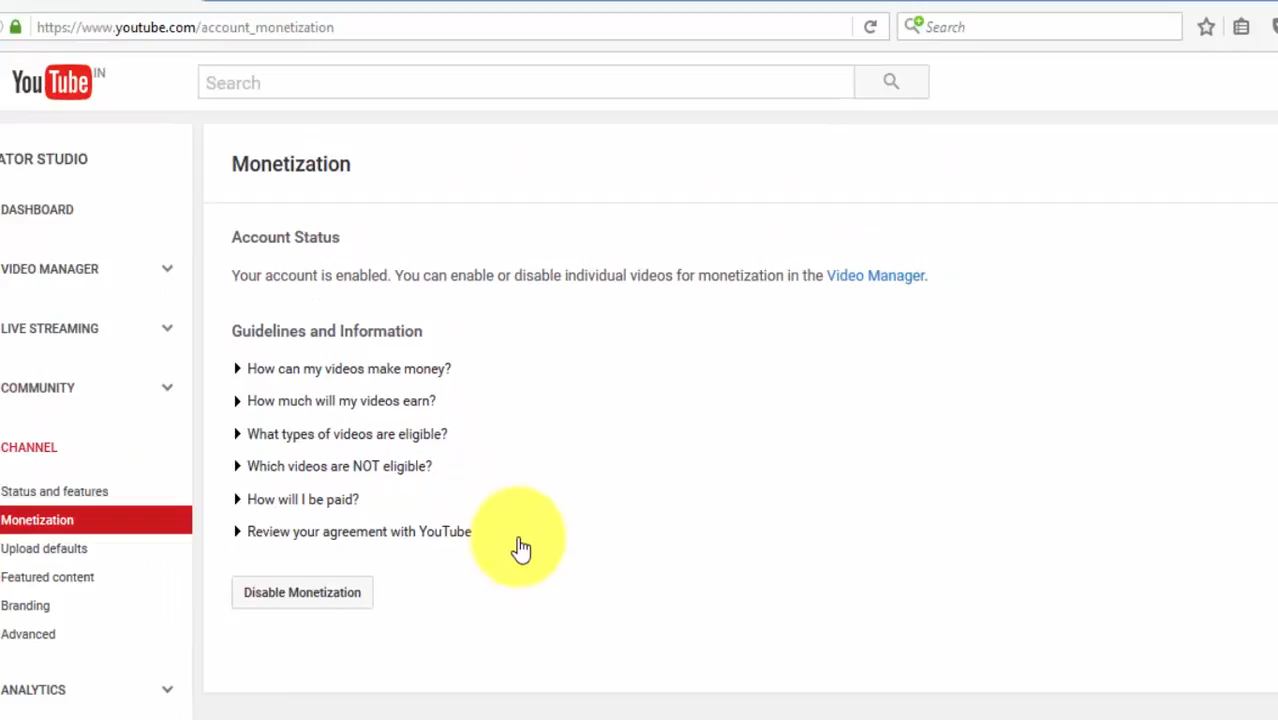 https://www.youtube.com/account_monetization
Search
YouTube IN
Search
ATOR STUDIO
DASHBOARD
VIDEO MANAGER
LIVE STREAMING
COMMUNITY
CHANNEL
Status and features
Monetization
Upload defaults
Featured content
Branding
Advanced
ANALYTICS
Monetization
Account Status
Your account is enabled. You can enable or disable individual videos for monetization in the Video Manager.
Guidelines and Information
How can my videos make money?
How much will my videos earn?
What types of videos are eligible?
Which videos are NOT eligible?
How will I be paid?
Review your agreement with YouTube
Disable Monetization